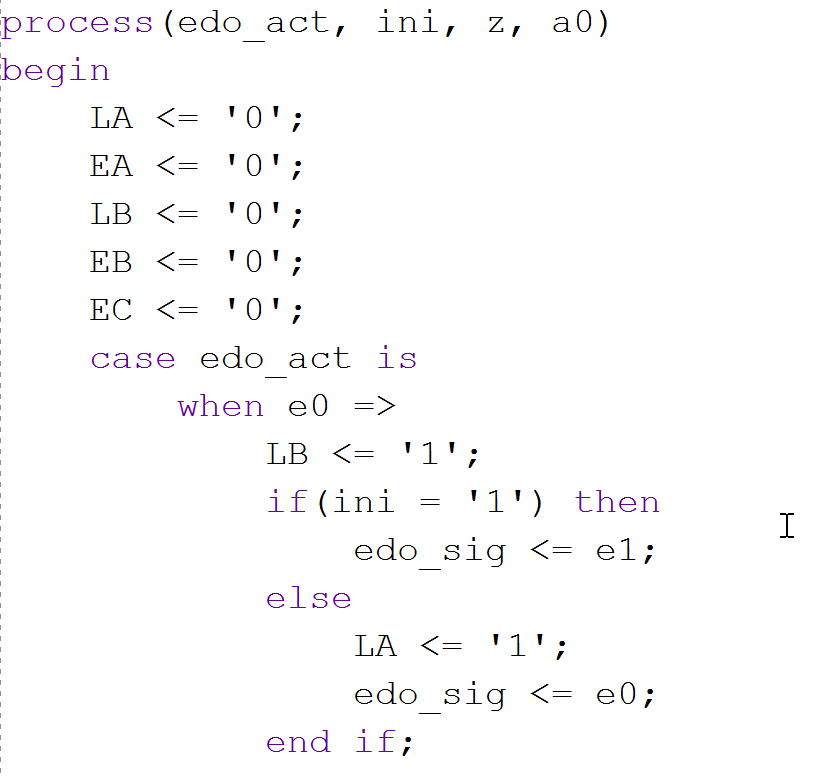 process(edo_act, ini, z, a0)
begin
    LA <= '0';
    EA <= '0';
    LB <= '0';
    EB <= '0';
    EC <= '0';
    case edo_act is
        when e0 =>
            LB <= '1';
            if(ini = '1') then
                edo_sig <= e1;
            else
                LA <= '1';
                edo_sig <= e0;
            end if;